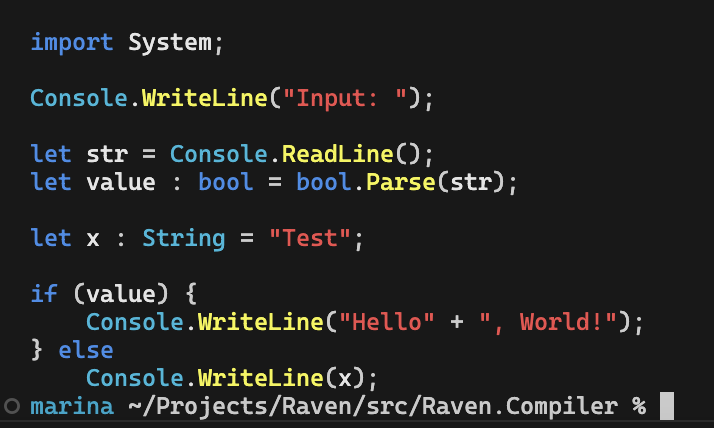 import System;

Console.WriteLine("Input: ");

let str = Console.ReadLine();
let value : bool = bool.Parse(str);

let x : String = "Test";

if (value) {
    Console.WriteLine("Hello" + ", World!");
} else
    Console.WriteLine(x);
marina ~/Projects/Raven/src/Raven.Compiler %